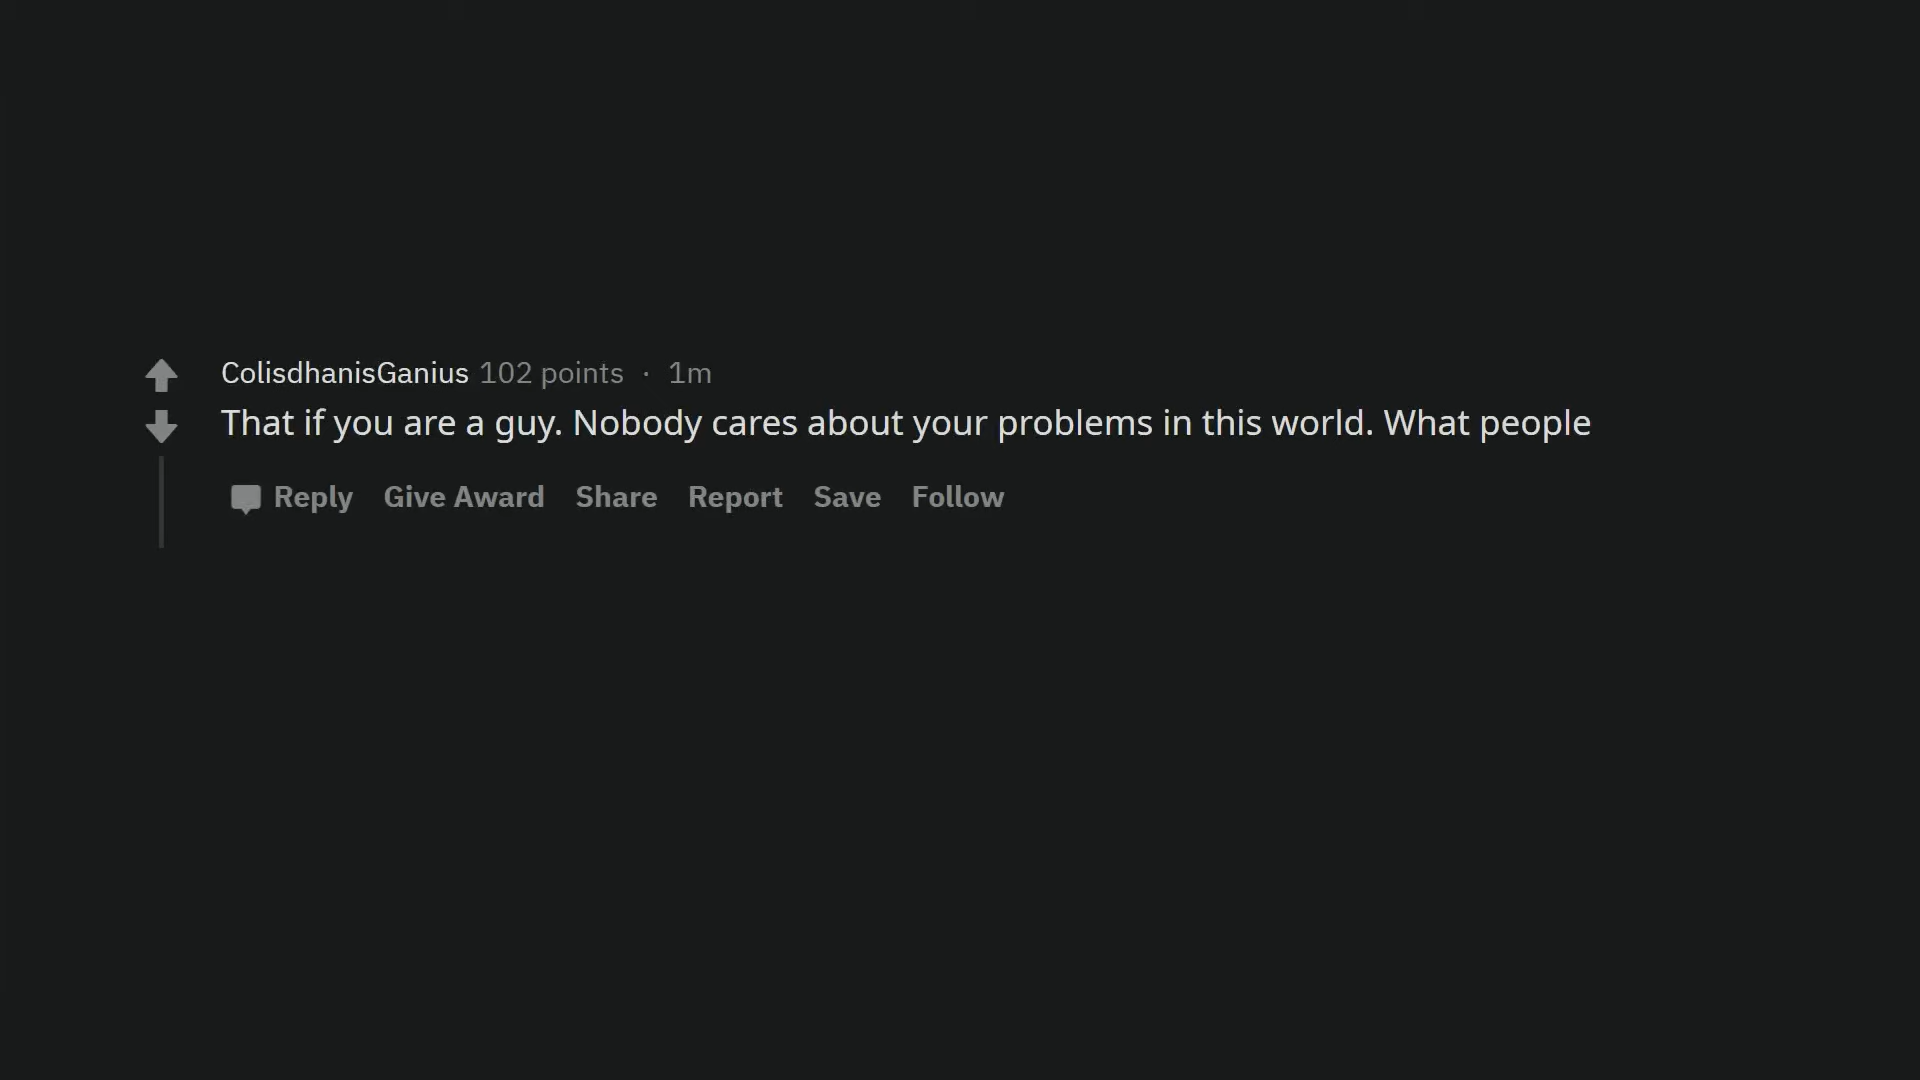 ColisdhanisGanius 102 points · 1m
That if you are a guy. Nobody cares about your problems in this world. What people
Reply Give Award Share Report Save Follow